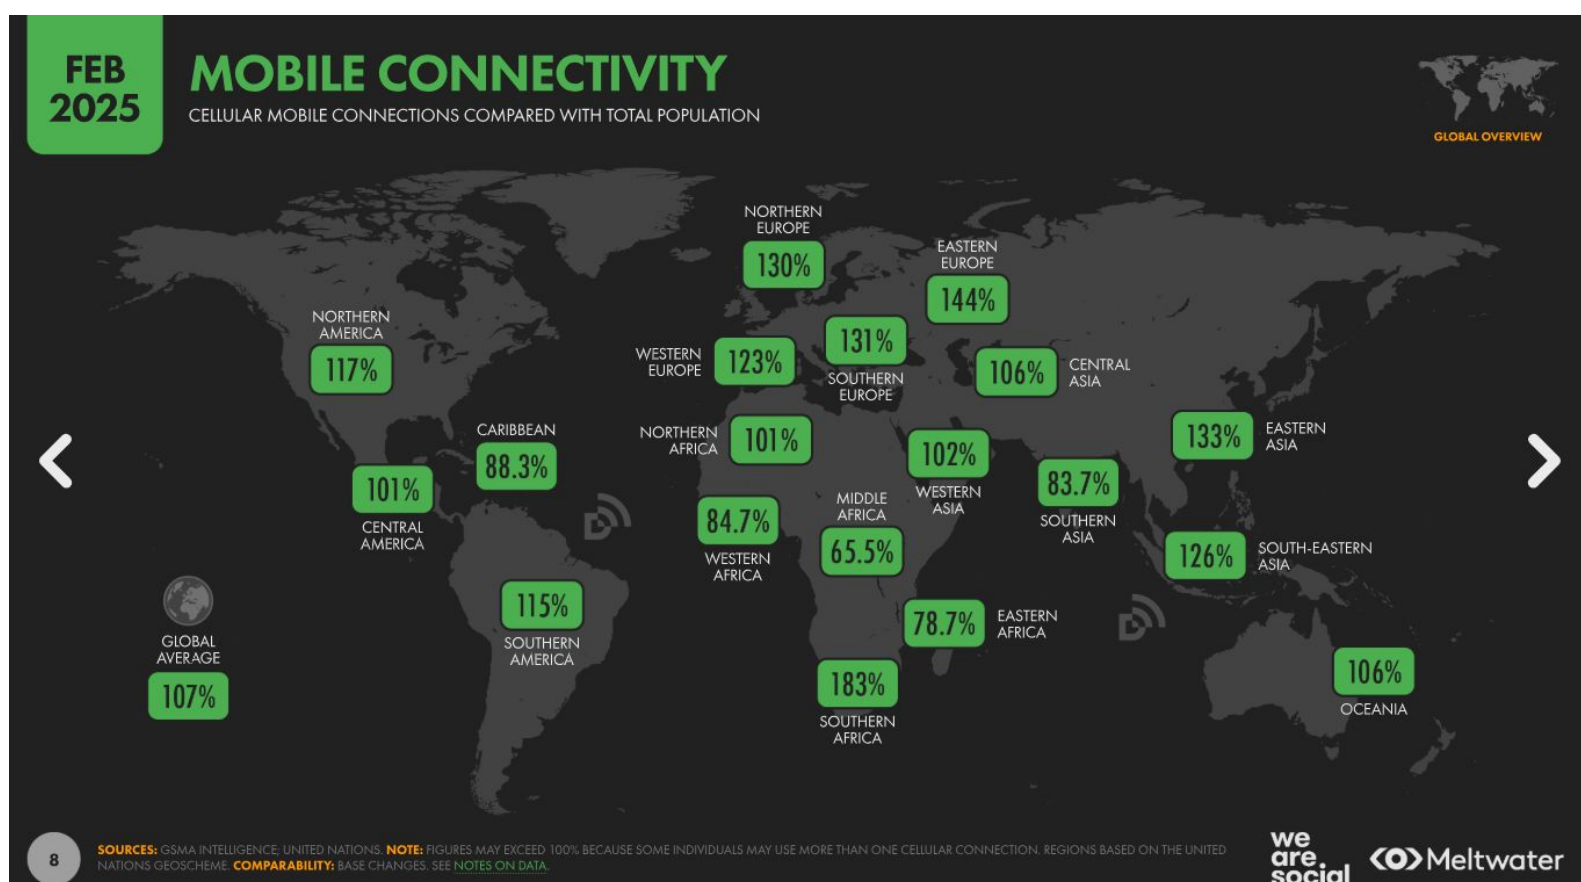 FEB
2025
MOBILE CONNECTIVITY
CELLULAR MOBILE CONNECTIONS COMPARED WITH TOTAL POPULATION
GLOBAL OVERVIEW
NORTHERN
EUROPE
130%
EASTERN
EUROPE
144%
NORTHERN
AMERICA
117%
WESTERN
EUROPE
123%
131%
SOUTHERN
EUROPE
106%
CENTRAL
ASIA
CARIBBEAN
88.3%
NORTHERN
AFRICA
101%
102%
WESTERN
ASIA
133%
EASTERN
ASIA
101%
CENTRAL
AMERICA
84.7%
WESTERN
AFRICA
MIDDLE
AFRICA
65.5%
83.7%
SOUTHERN
ASIA
126%
SOUTH-EASTERN
ASIA
115%
SOUTHERN
AMERICA
78.7%
EASTERN
AFRICA
GLOBAL
AVERAGE
107%
183%
SOUTHERN
AFRICA
106%
OCEANIA
8
SOURCES: GSMA INTELLIGENCE; UNITED NATIONS. NOTE: FIGURES MAY EXCEED 100% BECAUSE SOME INDIVIDUALS MAY USE MORE THAN ONE CELLULAR CONNECTION. REGIONS BASED ON THE UNITED
NATIONS GEOSCHEME. COMPARABILITY: BASE CHANGES. SEE NOTES ON DATA.
we
are
social
Meltwater